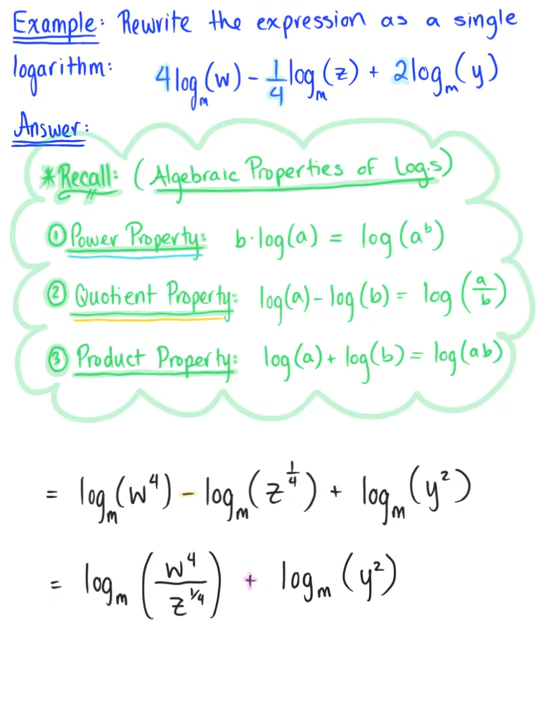 Example: Rewrite the expression as a single
logarithm: 4log_m(w) - 1/4 log_m(z) + 2log_m(y)
Answer:
*Recall: (Algebraic Properties of Logs)
① Power Property: b·log(a) = log(a^b)
② Quotient Property: log(a) - log(b) = log(a/b)
③ Product Property: log(a) + log(b) = log(ab)
= log_m(w^4) - log_m(z^(1/4)) + log_m(y^2)
= log_m(w^4/z^(1/4)) + log_m(y^2)